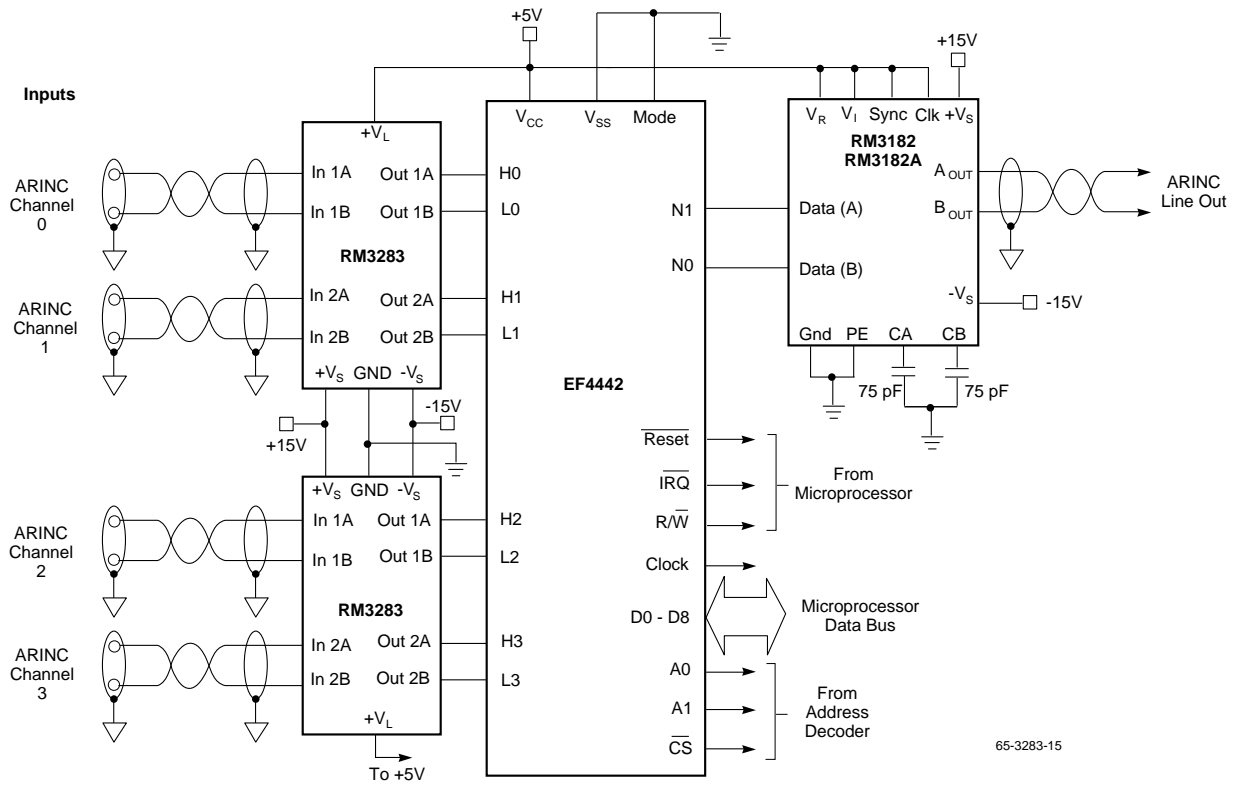 +5V
+15V
Inputs
+VL
VCC
VSS
Mode
VR
VI
Sync
Clk
+VS
RM3182
RM3182A
ARINC
Channel
0
In 1A
Out 1A
H0
In 1B
Out 1B
L0
RM3283
N1
Data (A)
AOUT
BOUT
ARINC
Line Out
N0
Data (B)
ARINC
Channel
1
In 2A
Out 2A
H1
In 2B
Out 2B
L1
-VS
-15V
Gnd
PE
CA
CB
+VS
GND
-VS
EF4442
75 pF
75 pF
+15V
-15V
Reset
IRQ
R/W
From
Microprocessor
+VS
GND
-VS
ARINC
Channel
2
In 1A
Out 1A
H2
In 1B
Out 1B
L2
Clock
RM3283
D0 - D8
Microprocessor
Data Bus
ARINC
Channel
3
In 2A
Out 2A
H3
In 2B
Out 2B
L3
A0
A1
CS
From
Address
Decoder
+VL
To +5V
65-3283-15